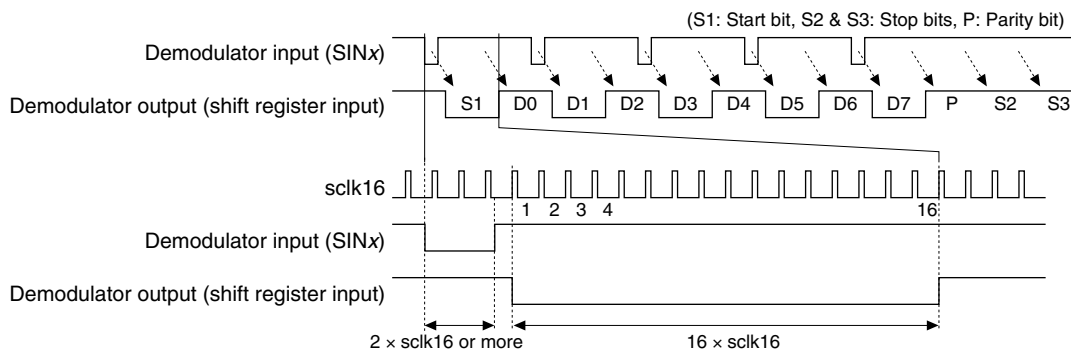 (S1: Start bit, S2 & S3: Stop bits, P: Parity bit)
Demodulator input (SINx)
Demodulator output (shift register input)
S1 D0 D1 D2 D3 D4 D5 D6 D7 P S2 S3
sclk16
1 2 3 4 16
Demodulator input (SINx)
Demodulator output (shift register input)
2 × sclk16 or more 16 × sclk16